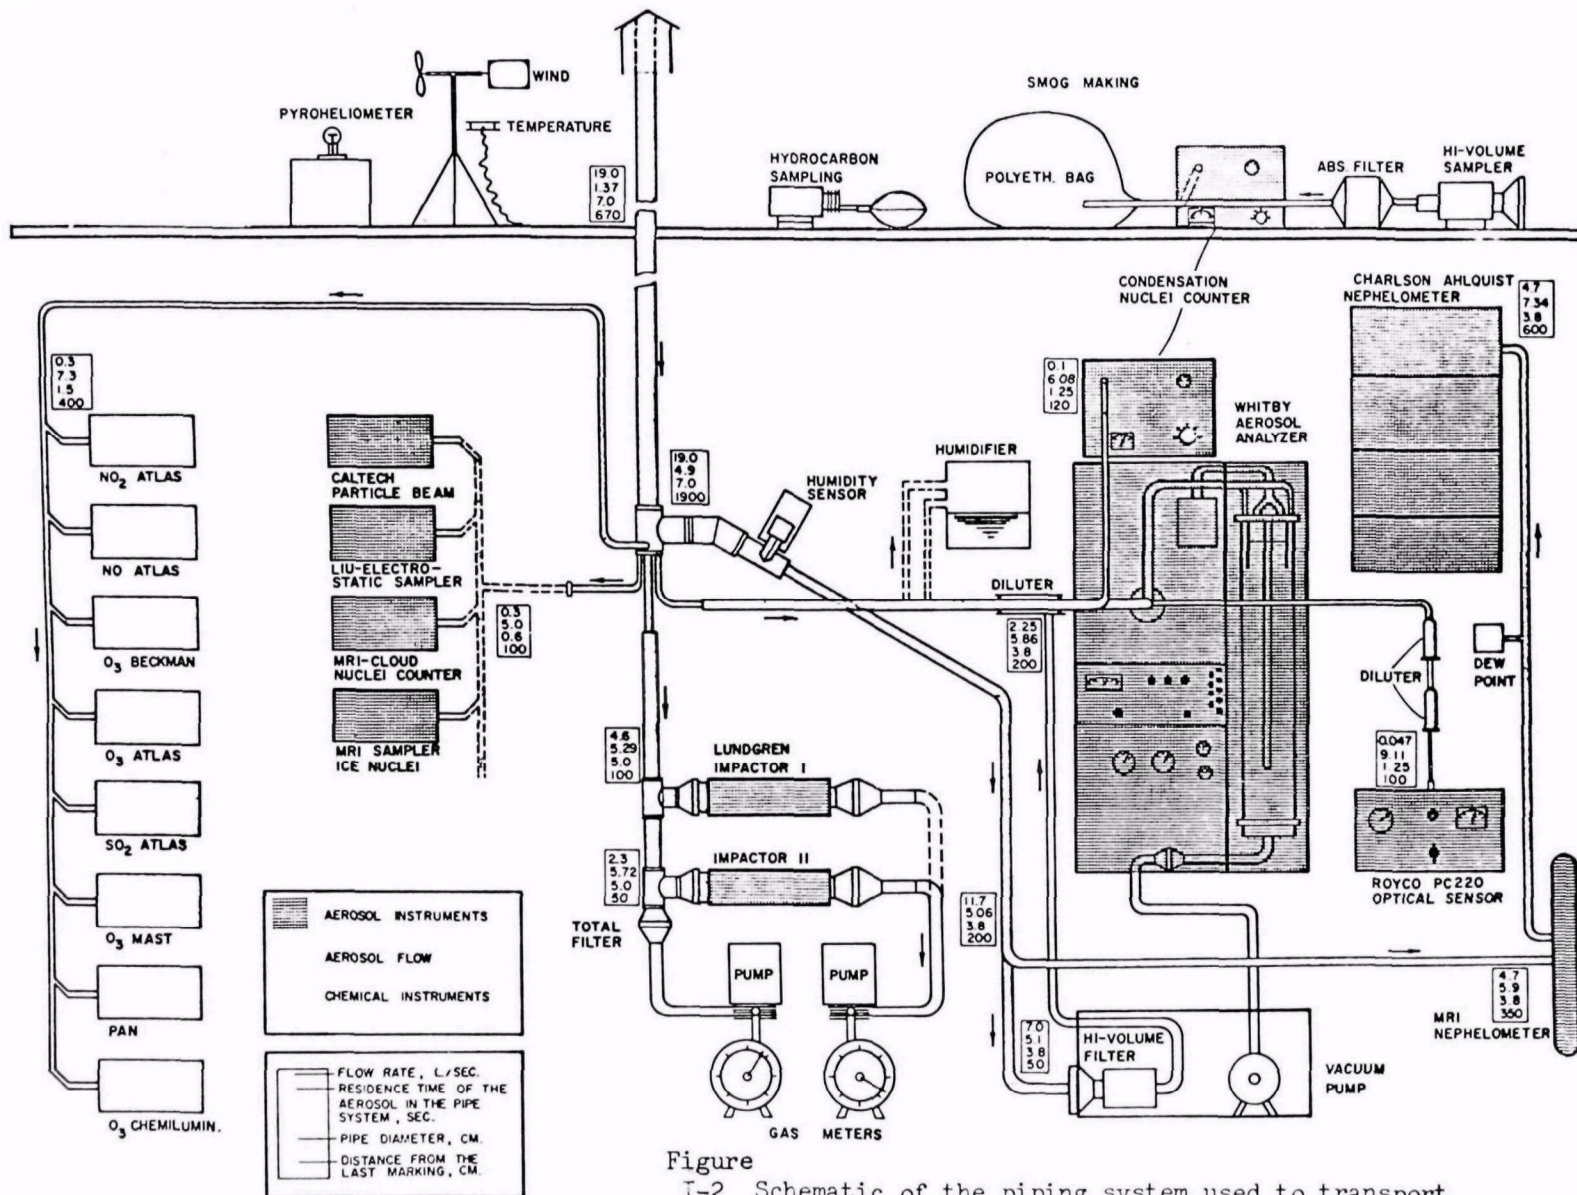 WIND
PYROHELIOMETER
TEMPERATURE
19.0
1.37
7.0
670
HYDROCARBON
SAMPLING
SMOG MAKING
POLYETH. BAG
ABS. FILTER
HI-VOLUME
SAMPLER
CONDENSATION
NUCLEI COUNTER
CHARLSON AHLQUIST
NEPHELOMETER
4.7
7.34
3.8
600
0.3
7.3
1.5
400
0.1
6.08
1.25
120
WHITBY
AEROSOL
ANALYZER
NO2 ATLAS
NO ATLAS
O3 BECKMAN
O3 ATLAS
SO2 ATLAS
O3 MAST
PAN
O3 CHEMILUMIN.
CALTECH
PARTICLE BEAM
LIU-ELECTRO-
STATIC SAMPLER
MRI-CLOUD
NUCLEI COUNTER
MRI SAMPLER
ICE NUCLEI
0.3
5.0
0.6
100
19.0
4.9
7.0
1900
HUMIDITY
SENSOR
HUMIDIFIER
DILUTER
2.25
5.86
3.8
200
DILUTER
DEW
POINT
0.047
9.11
1.25
100
ROYCO PC220
OPTICAL SENSOR
4.6
5.29
5.0
100
LUNDGREN
IMPACTOR I
2.3
5.72
5.0
50
IMPACTOR II
TOTAL
FILTER
PUMP
PUMP
GAS METERS
11.7
5.06
3.8
200
7.0
5.1
3.8
50
HI-VOLUME
FILTER
VACUUM
PUMP
4.7
5.9
3.8
350
MRI
NEPHELOMETER
AEROSOL INSTRUMENTS
AEROSOL FLOW
CHEMICAL INSTRUMENTS
FLOW RATE, L/SEC.
RESIDENCE TIME OF THE
AEROSOL IN THE PIPE
SYSTEM, SEC.
PIPE DIAMETER, CM.
DISTANCE FROM THE
LAST MARKING, CM.
Figure
I-2 Schematic of the piping system used to transport